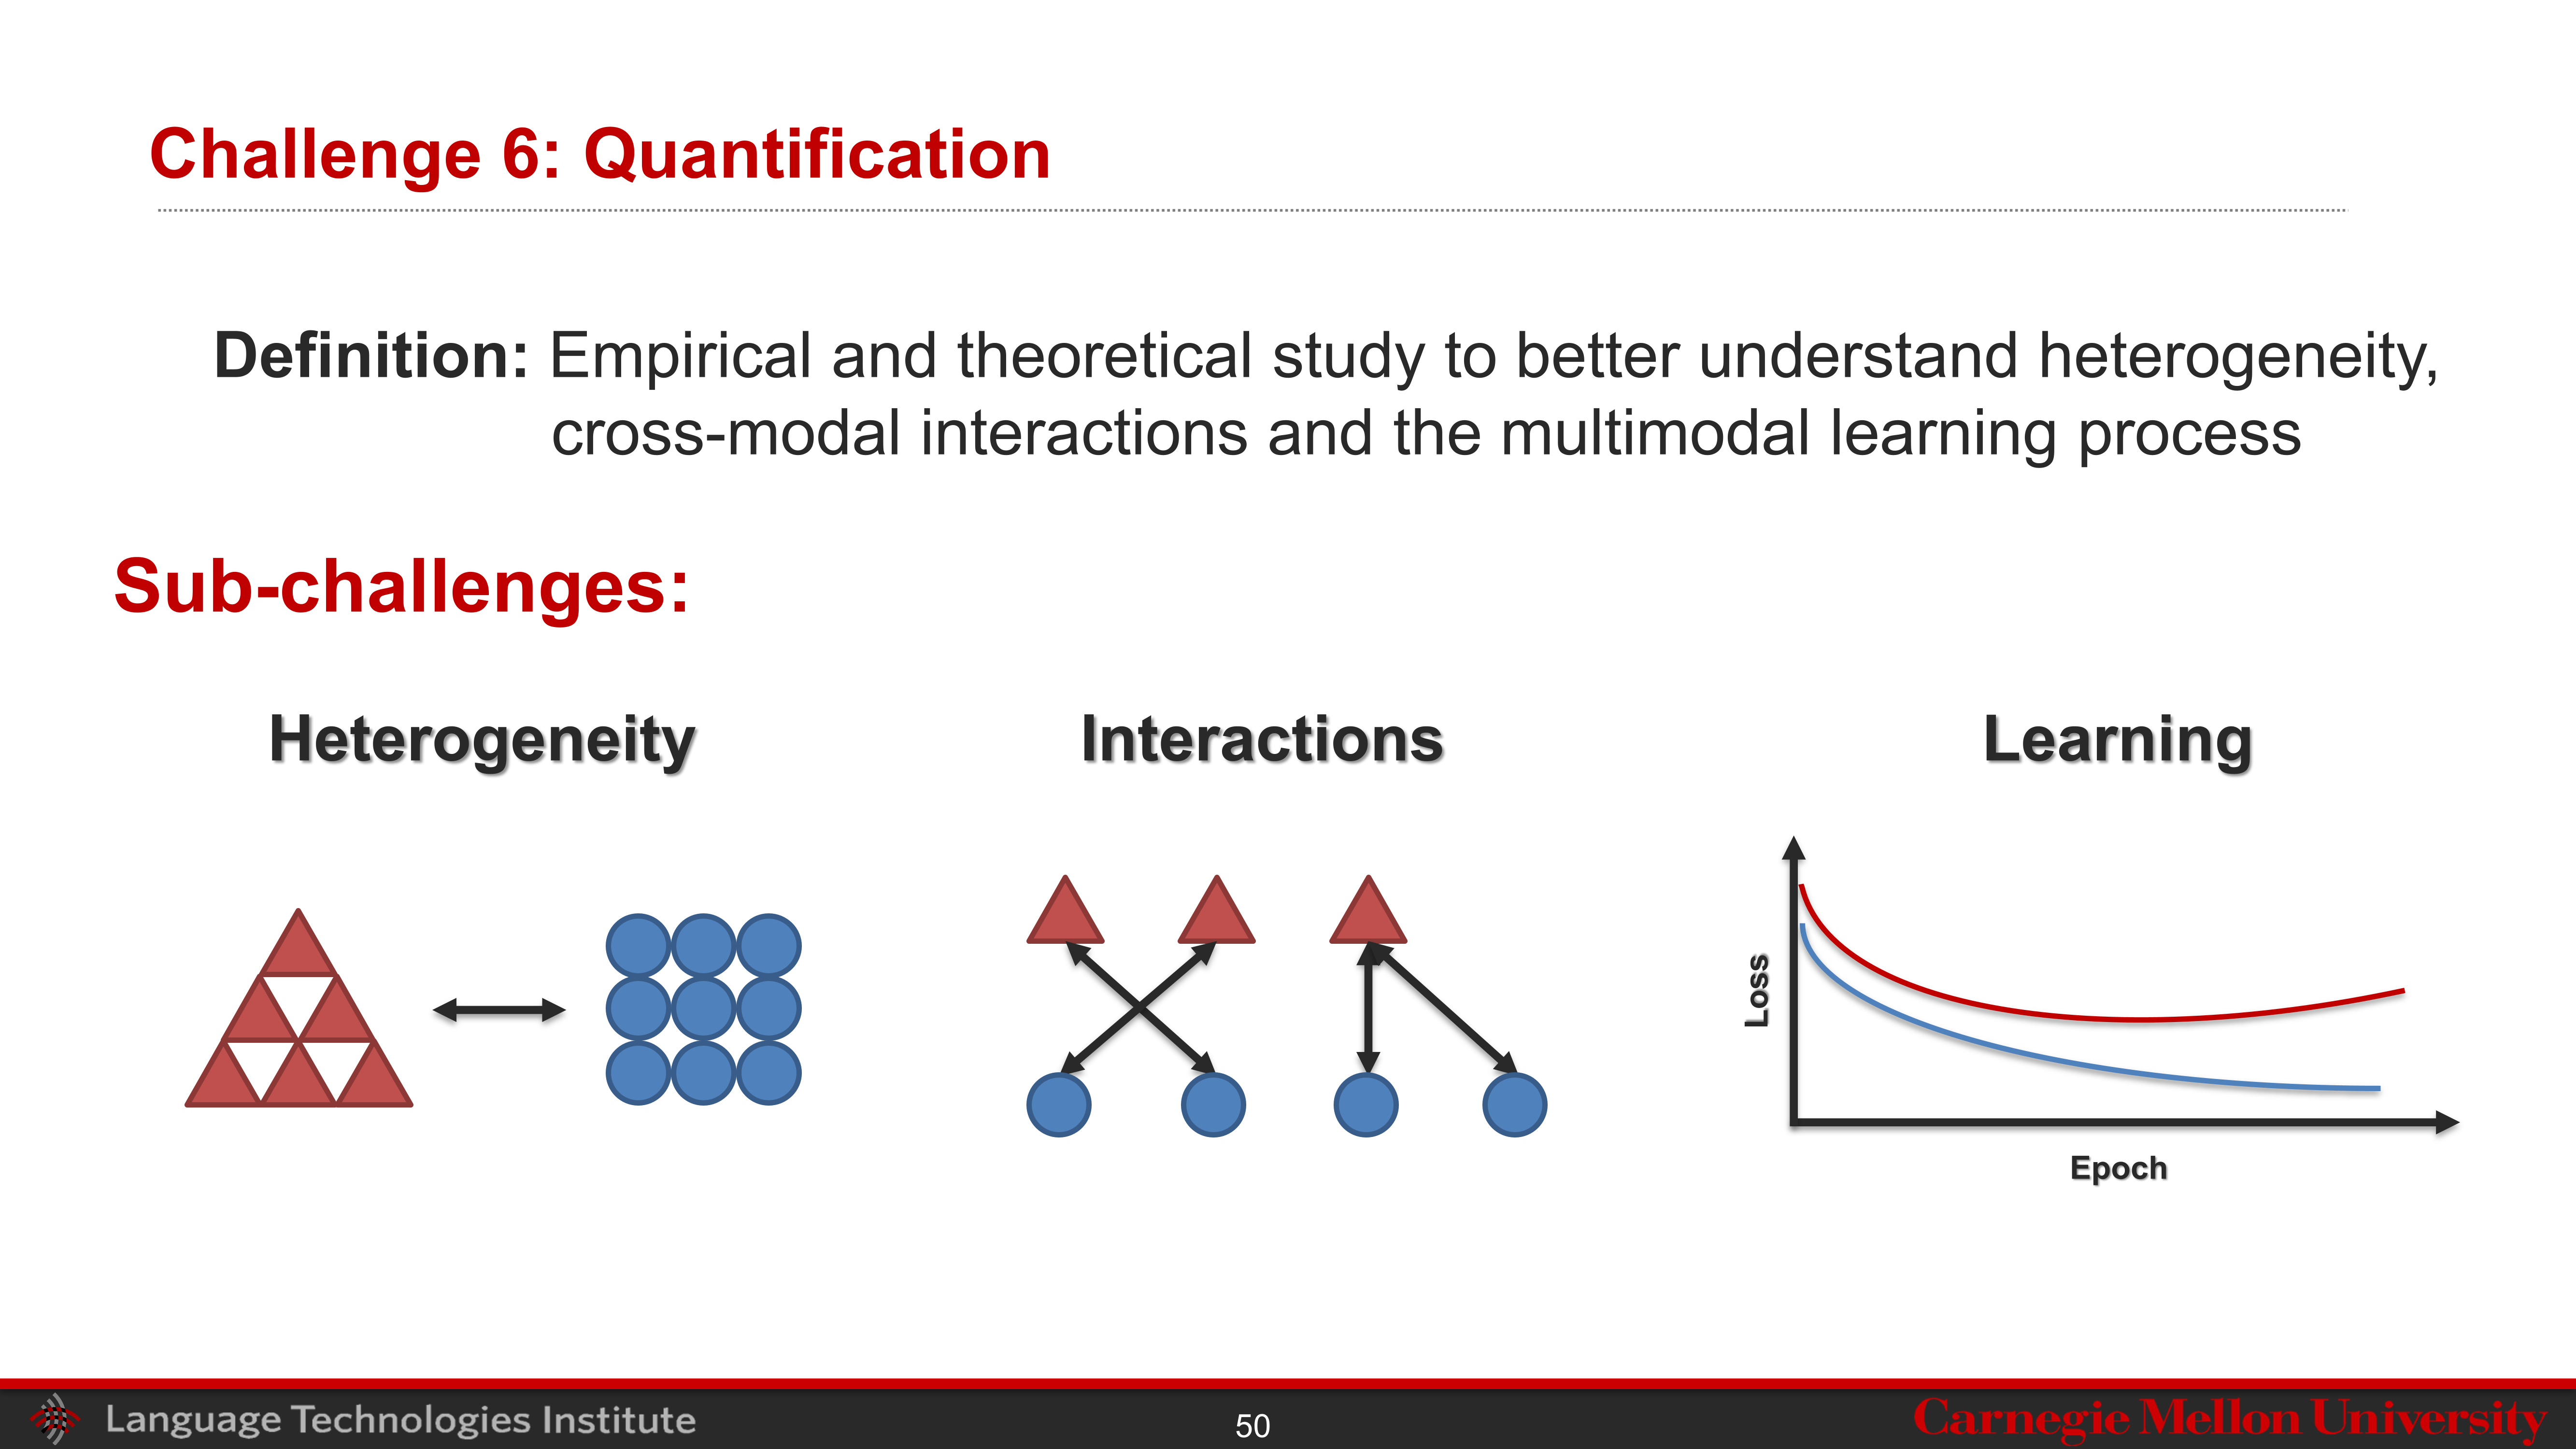 Challenge 6: Quantification
Definition: Empirical and theoretical study to better understand heterogeneity,
cross-modal interactions and the multimodal learning process
Sub-challenges:
Heterogeneity
Interactions
Learning
Loss
Epoch
Language Technologies Institute
50
Carnegie Mellon University